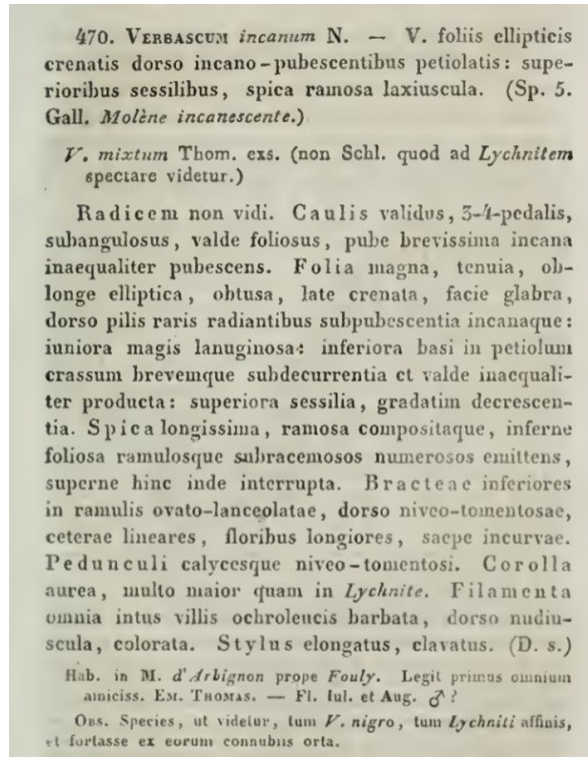 470. VERBASCUM incanum N. — V. foliis ellipticis
crenatis dorso incano-pubescentibus petiolatis: supe-
rioribus sessilibus, spica ramosa laxiuscula. (Sp. 5.
Gall. Molène incanescente.)
V. mixtum Thom. exs. (non Schl. quod ad Lychnitem
spectare videtur.)
Radicem non vidi. Caulis validus, 3-4-pedalis,
subangulosus, valde foliosus, pube brevissima incana
inaequaliter pubescens. Folia magna, tenuia, ob-
longe elliptica, obtusa, late crenata, facie glabra,
dorso pilis raris radiantibus subpubescentia incanaque:
iuniora magis lanuginosa: inferiora basi in petiolum
crassum brevemque subdecurrentia et valde inaequali-
ter producta: superiora sessilia, gradatim decrescen-
tia. Spica longissima, ramosa compositaque, inferne
foliosa ramulosque subracemosos numerosos emittens,
superne hinc inde interrupta. Bracteae inferiores
in ramulis ovato-lanceolatae, dorso niveo-tomentosae,
ceterae lineares, floribus longiores, saepe incurvae.
Pedunculi calycesque niveo-tomentosi. Corolla
aurea, multo maior quam in Lychnite. Filamenta
omnia intus villis ochroleucis barbata, dorso nudiu-
scula, colorata. Stylus elongatus, clavatus. (D. s.)
Hab. in M. d'Arbignon prope Fouly. Legit primus omnium
amiciss. EM. THOMAS. — Fl. Iul. et Aug. ♂ ?
OBS. Species, ut videtur, tum V. nigro, tum Lychniti affinis,
et fortasse ex eorum connubiis orta.